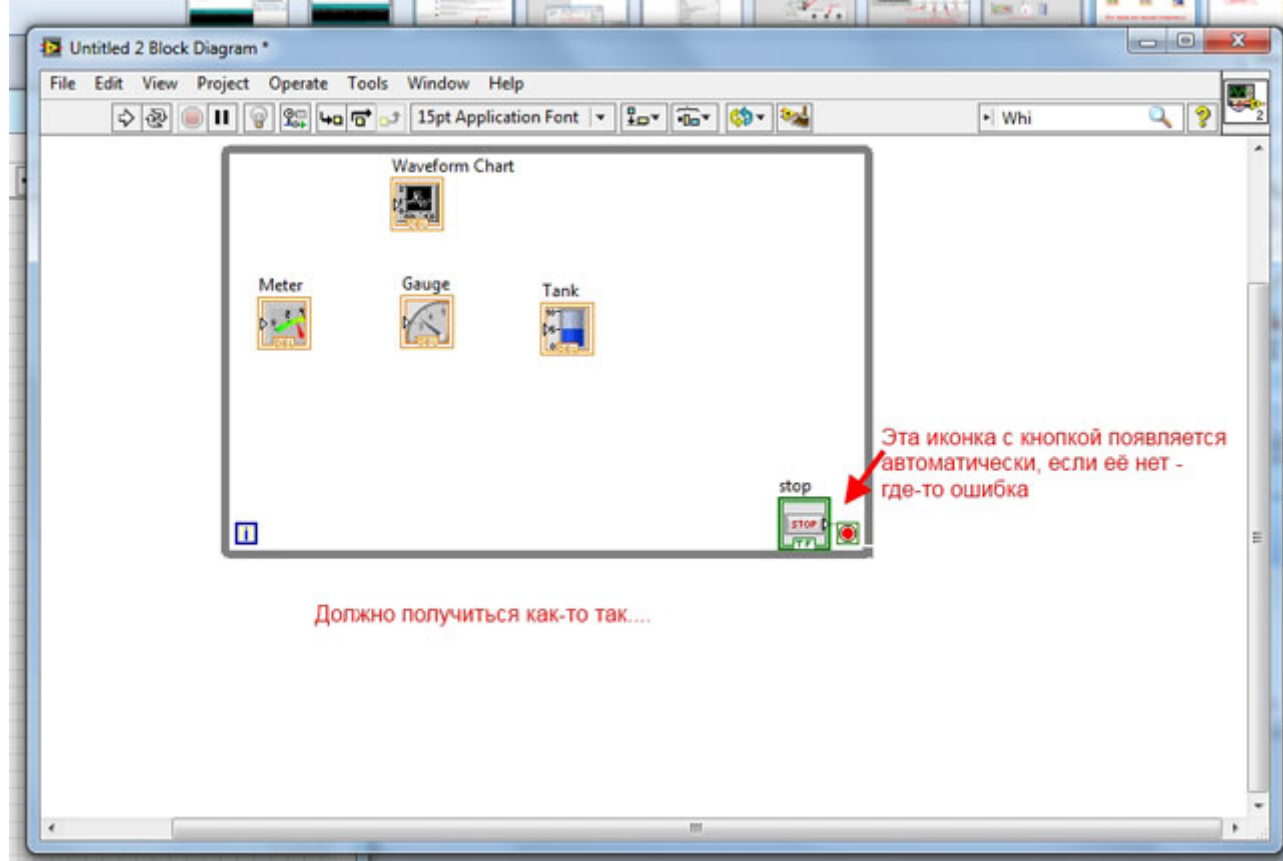 Untitled 2 Block Diagram *
File Edit View Project Operate Tools Window Help
15pt Application Font
Whi
2
Waveform Chart
Meter
Gauge
Tank
Эта иконка с кнопкой появляется
автоматически, если её нет -
где-то ошибка
stop
STOP
TF
i
Должно получиться как-то так....